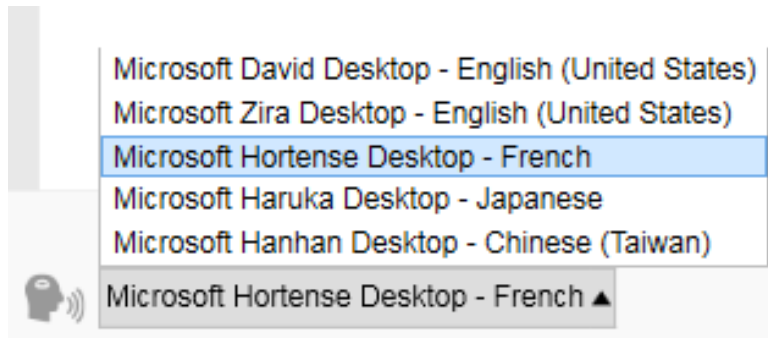 Microsoft David Desktop - English (United States)
Microsoft Zira Desktop - English (United States)
Microsoft Hortense Desktop - French
Microsoft Haruka Desktop - Japanese
Microsoft Hanhan Desktop - Chinese (Taiwan)
Microsoft Hortense Desktop - French ▲